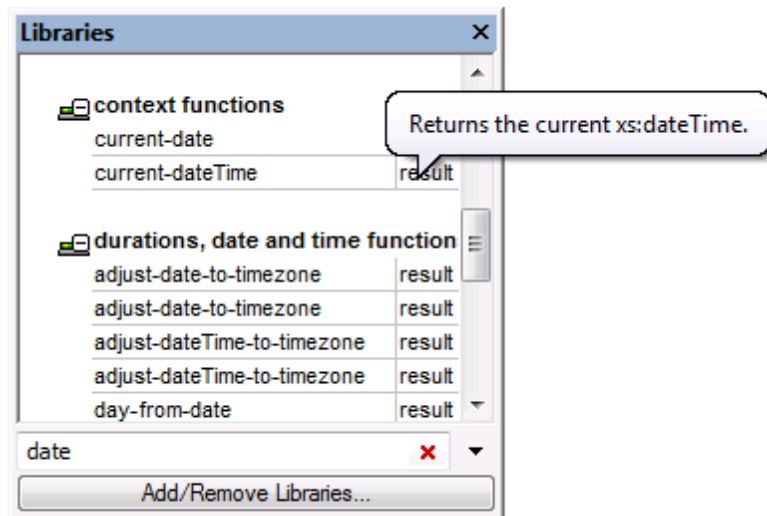 Libraries
context functions
Returns the current xs:dateTime.
current-date
current-dateTime result
durations, date and time function
adjust-date-to-timezone result
adjust-date-to-timezone result
adjust-dateTime-to-timezone result
adjust-dateTime-to-timezone result
day-from-date result
date
Add/Remove Libraries...